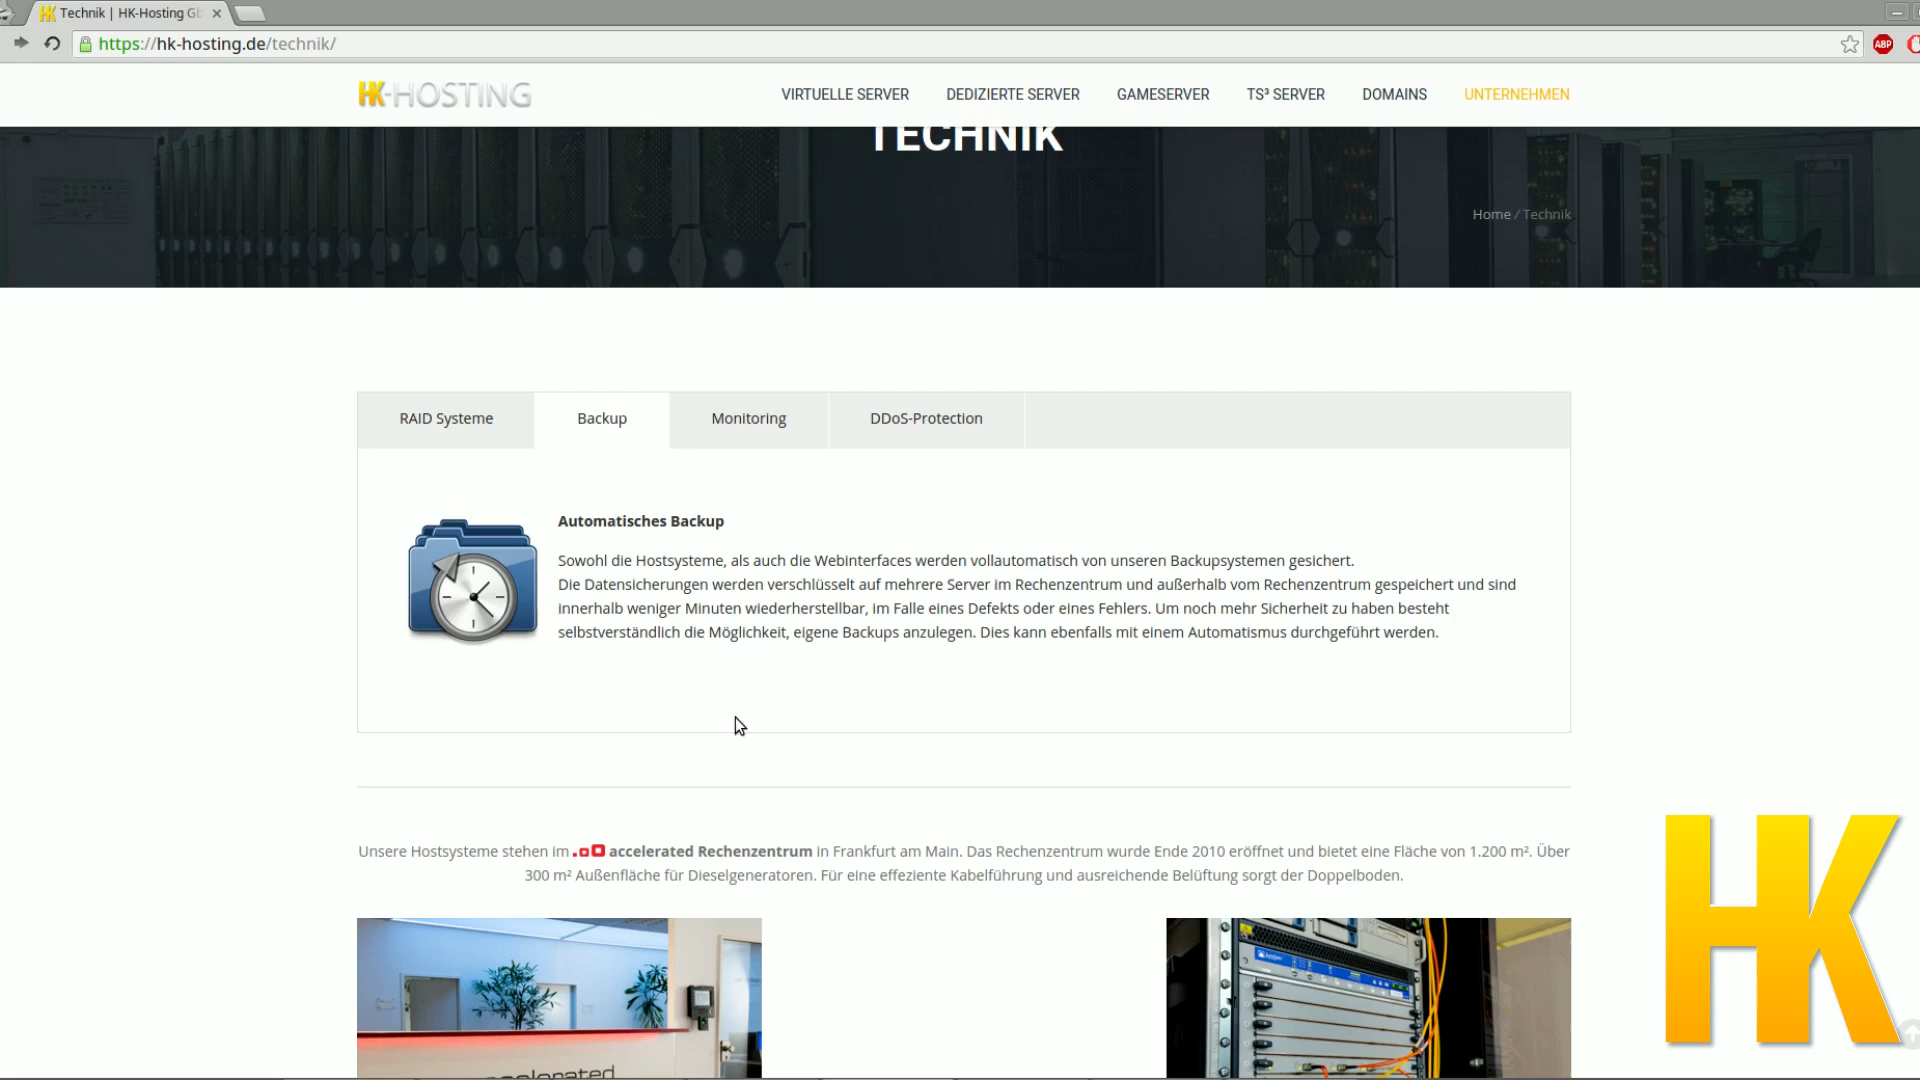 Technik | HK-Hosting Gb
https://hk-hosting.de/technik/
ABP
HK-HOSTING
VIRTUELLE SERVER
DEDIZIERTE SERVER
GAMESERVER
TS³ SERVER
DOMAINS
UNTERNEHMEN
TECHNIK
Home / Technik
RAID Systeme
Backup
Monitoring
DDoS-Protection
Automatisches Backup
Sowohl die Hostsysteme, als auch die Webinterfaces werden vollautomatisch von unseren Backupsystemen gesichert.
Die Datensicherungen werden verschlüsselt auf mehrere Server im Rechenzentrum und außerhalb vom Rechenzentrum gespeichert und sind
innerhalb weniger Minuten wiederherstellbar, im Falle eines Defekts oder eines Fehlers. Um noch mehr Sicherheit zu haben besteht
selbstverständlich die Möglichkeit, eigene Backups anzulegen. Dies kann ebenfalls mit einem Automatismus durchgeführt werden.
Unsere Hostsysteme stehen im accelerated Rechenzentrum in Frankfurt am Main. Das Rechenzentrum wurde Ende 2010 eröffnet und bietet eine Fläche von 1.200 m². Über
300 m² Außenfläche für Dieselgeneratoren. Für eine effeziente Kabelführung und ausreichende Belüftung sorgt der Doppelboden.
HK